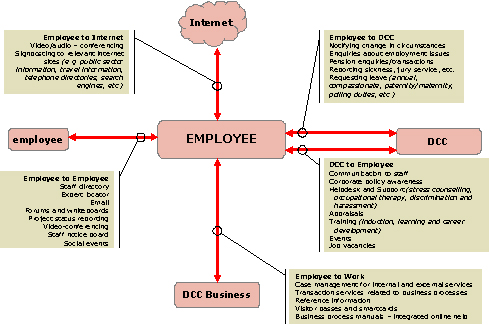 Internet
Employee to Internet
Video/audio - conferencing
Signposting to relevant internet
sites (e.g. public sector
information, travel information,
telephone directories, search
engines, etc)
Employee to DCC
Notifying change in circumstances
Enquiries about employment issues
Pension enquiries/transactions
Reporting sickness, jury service, etc.
Requesting leave (annual,
compassionate, paternity/maternity,
polling duties, etc)
employee
EMPLOYEE
DCC
Employee to Employee
Staff directory
Expert locator
Email
Forums and whiteboards
Project status reporting
Video-conferencing
Staff notice board
Social events
DCC to Employee
Communication to staff
Corporate policy awareness
Helpdesk and Support(stress counselling,
occupational therapy, discrimination and
harassment)
Appraisals
Training (induction, learning and career
development)
Events
Job vacancies
DCC Business
Employee to Work
Case management for internal and external services
Transaction services related to business processes
Reference information
Visitor passes and smartcards
Business process manuals - integrated online help